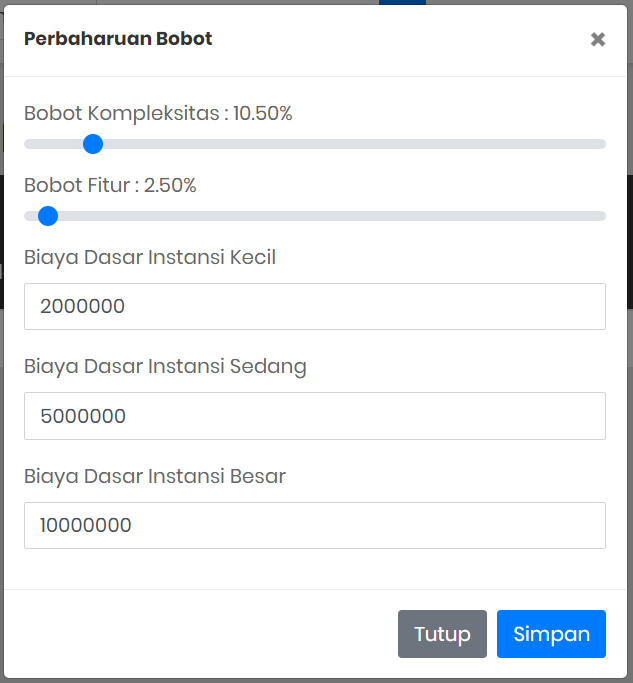 Perbaharuan Bobot
×
Bobot Kompleksitas : 10.50%
Bobot Fitur : 2.50%
Biaya Dasar Instansi Kecil
2000000
Biaya Dasar Instansi Sedang
5000000
Biaya Dasar Instansi Besar
10000000
Tutup Simpan